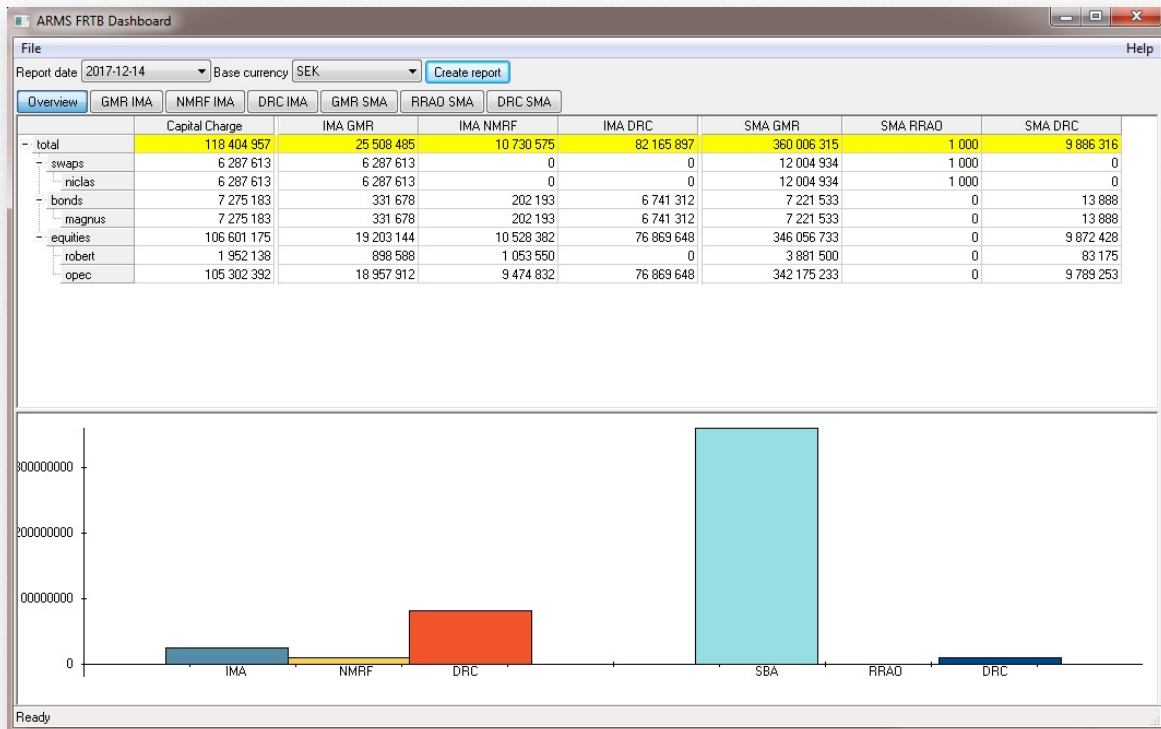 ARMS FRTB Dashboard
File Help
Report date 2017-12-14 Base currency SEK Create report
Overview GMR IMA NMRF IMA DRC IMA GMR SMA RRAO SMA DRC SMA
Capital Charge IMA GMR IMA NMRF IMA DRC SMA GMR SMA RRAO SMA DRC
total 118 404 957 25 508 485 10 730 575 82 165 897 360 006 315 1 000 9 886 316
swaps 6 287 613 6 287 613 0 0 12 004 934 1 000 0
niclas 6 287 613 6 287 613 0 0 12 004 934 1 000 0
bonds 7 275 183 331 678 202 193 6 741 312 7 221 533 0 13 888
magnus 7 275 183 331 678 202 193 6 741 312 7 221 533 0 13 888
equities 106 601 175 19 203 144 10 528 382 76 869 648 346 056 733 0 9 872 428
robert 1 952 138 898 588 1 053 550 0 3 881 500 0 83 175
opec 105 302 392 18 957 912 9 474 832 76 869 648 342 175 233 0 9 789 253
300000000
200000000
00000000
0
IMA NMRF DRC SBA RRAO DRC
Ready